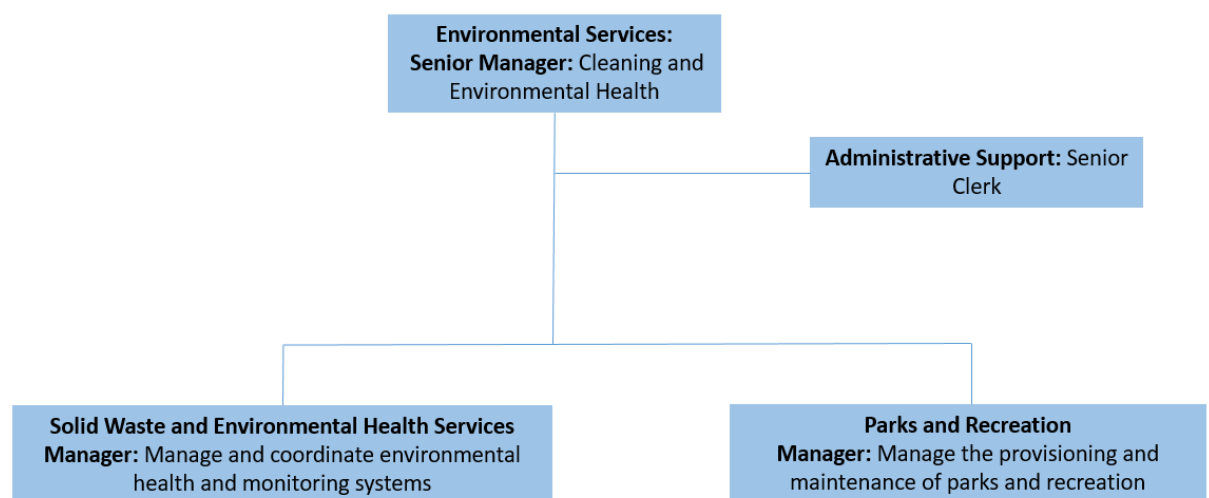 Environmental Services:
Senior Manager: Cleaning and
Environmental Health
Administrative Support: Senior
Clerk
Solid Waste and Environmental Health Services
Manager: Manage and coordinate environmental
health and monitoring systems
Parks and Recreation
Manager: Manage the provisioning and
maintenance of parks and recreation